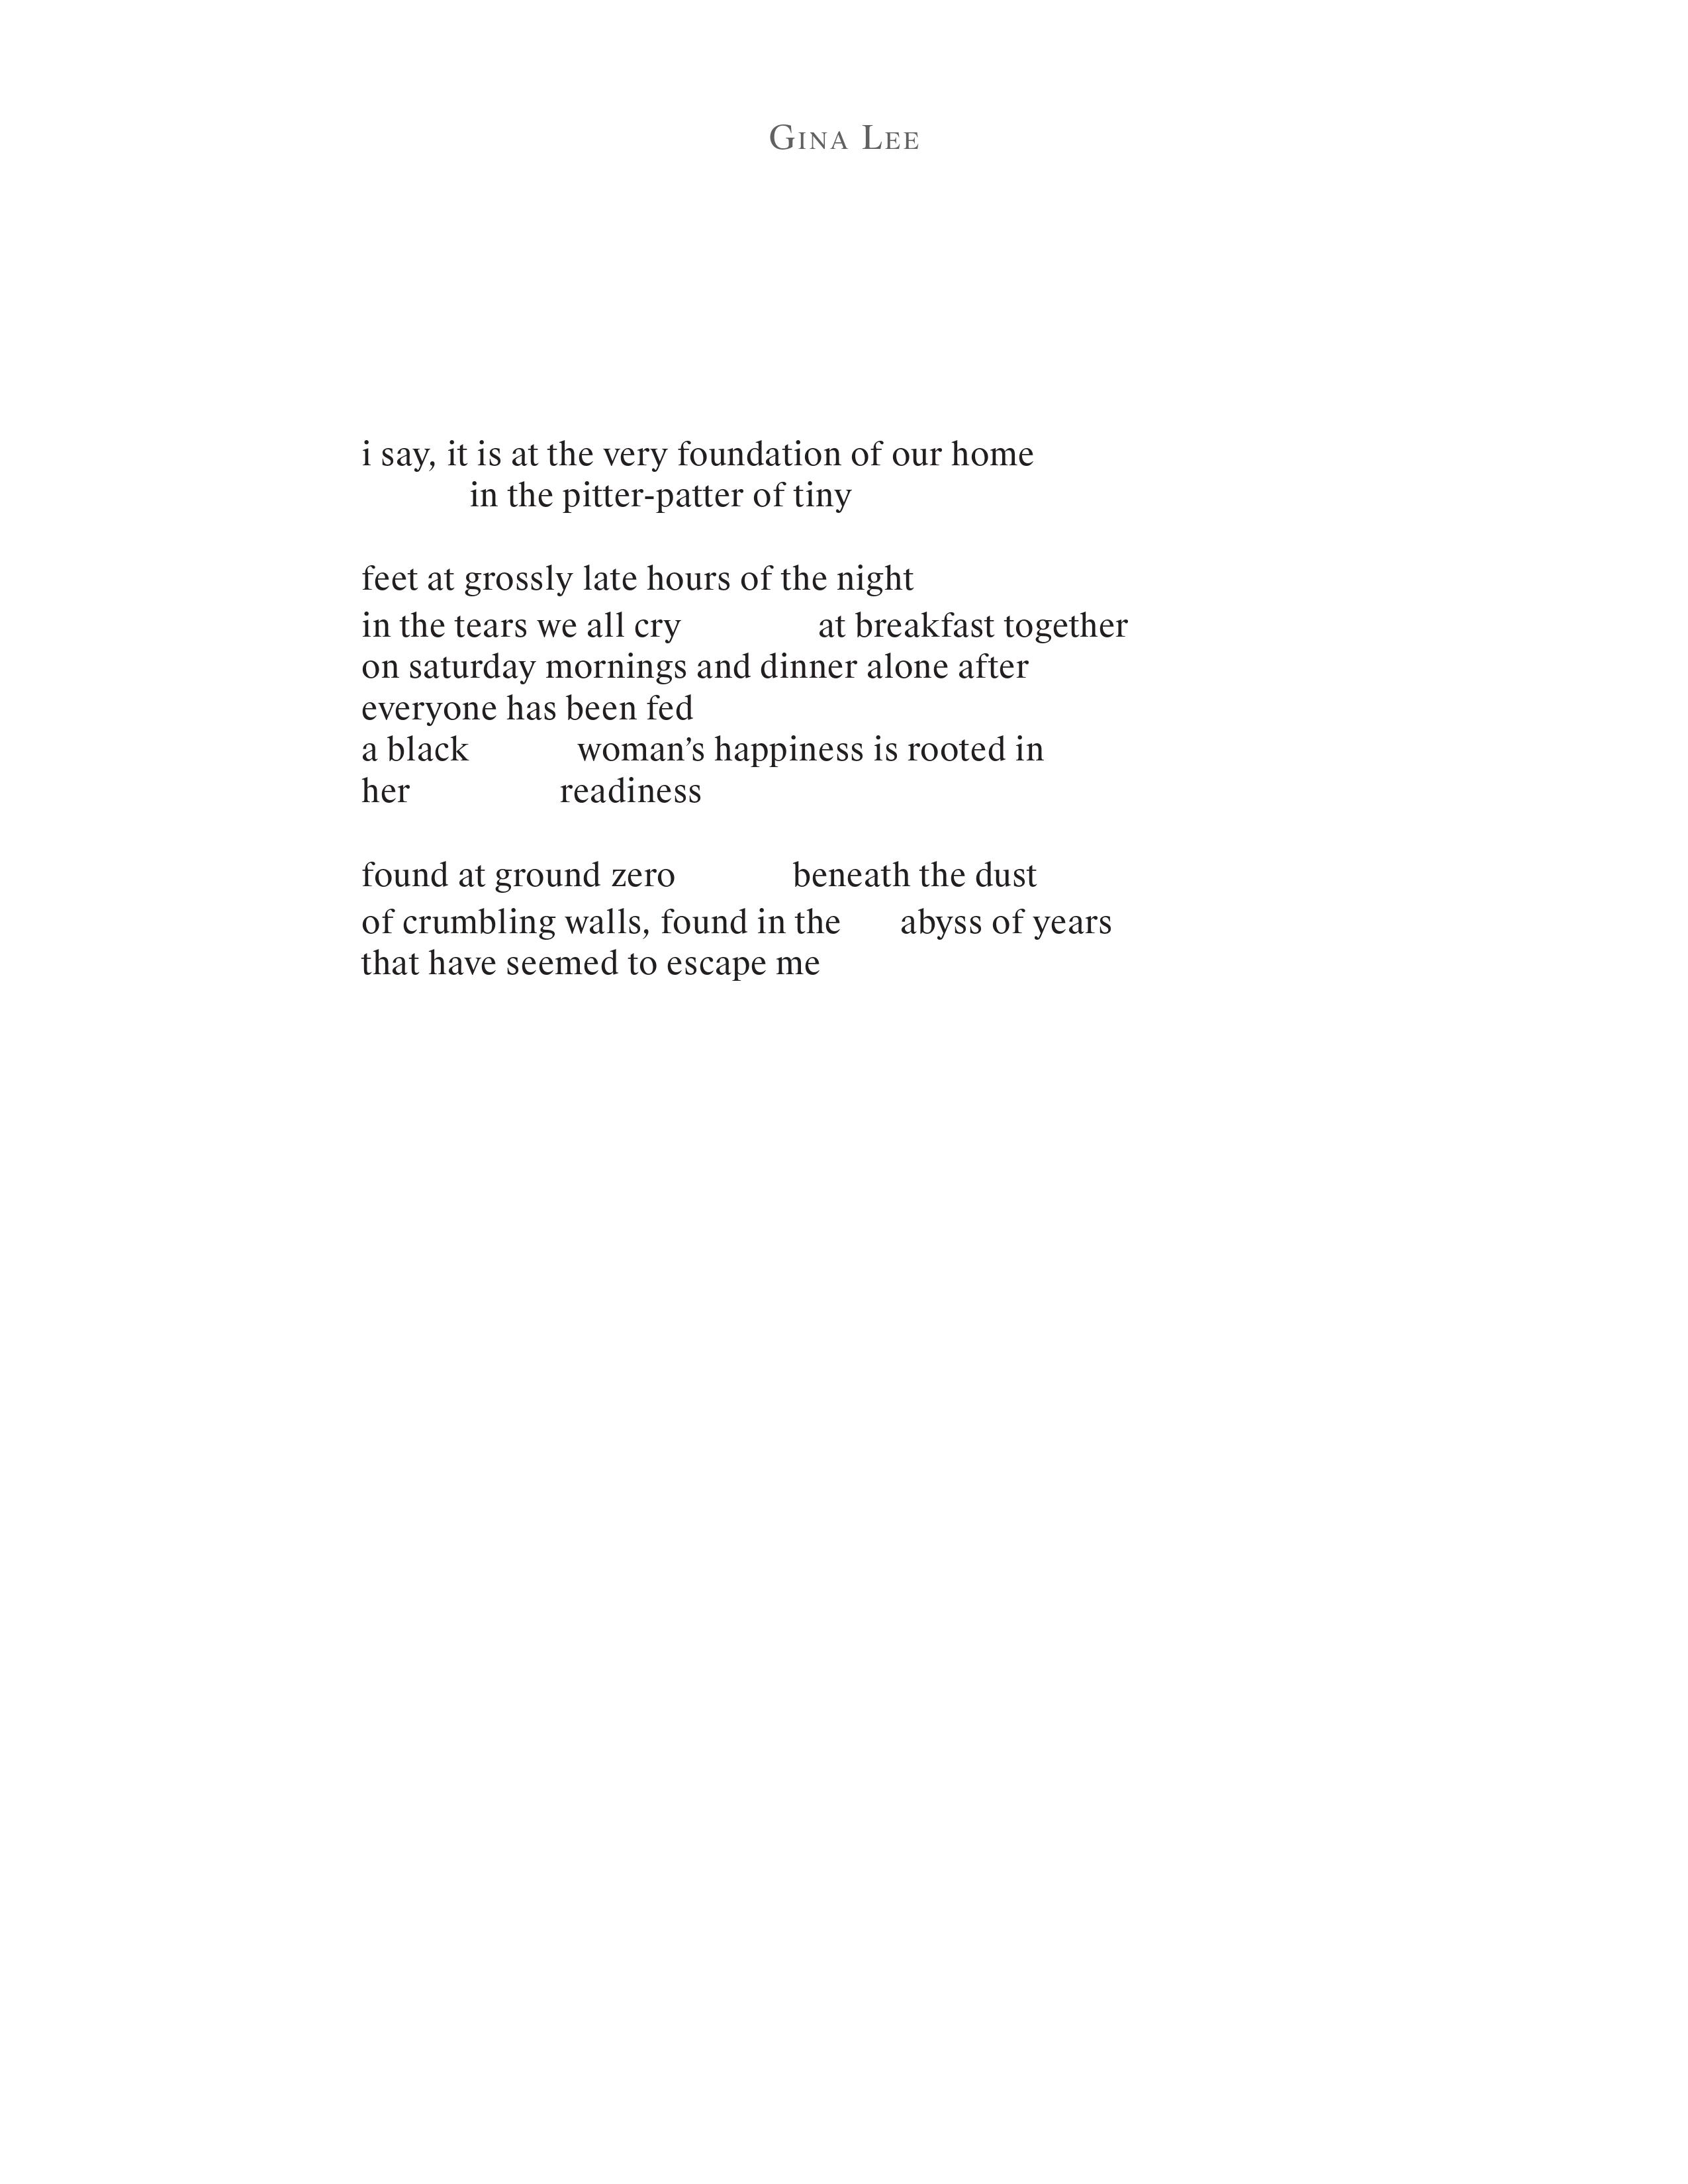 Gina Lee
i say, it is at the very foundation of our home
in the pitter-patter of tiny
feet at grossly late hours of the night
in the tears we all cry at breakfast together
on saturday mornings and dinner alone after
everyone has been fed
a black woman’s happiness is rooted in
her readiness
found at ground zero beneath the dust
of crumbling walls, found in the abyss of years
that have seemed to escape me